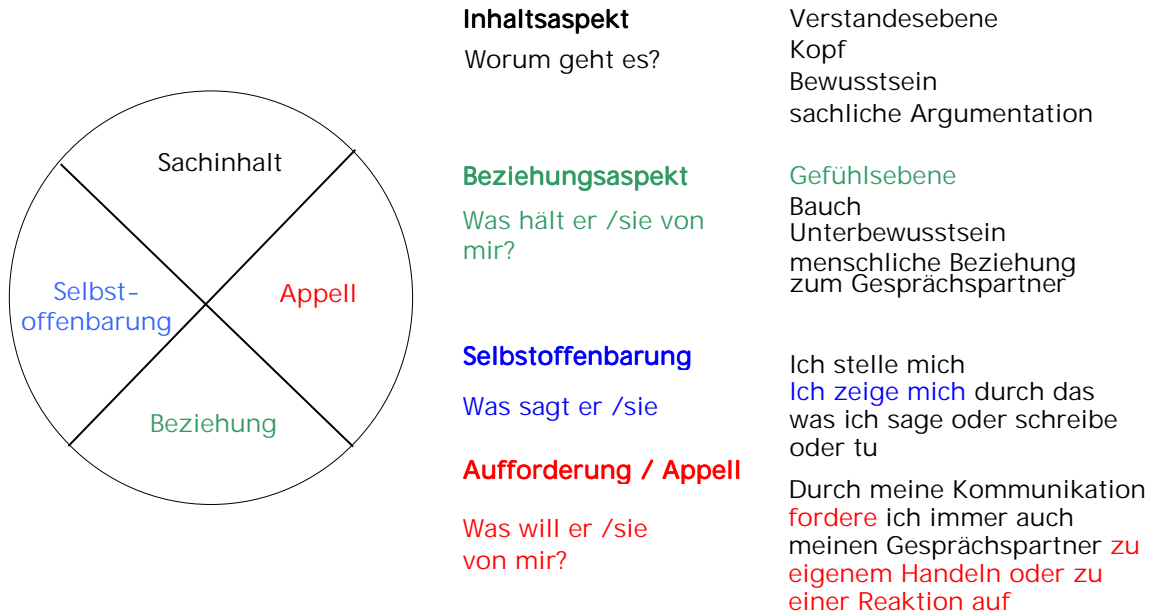 Sachinhalt
Selbst-
offenbarung
Appell
Beziehung
Inhaltsaspekt
Worum geht es?
Verstandesebene
Kopf
Bewusstsein
sachliche Argumentation
Beziehungsaspekt
Was hält er /sie von
mir?
Gefühlsebene
Bauch
Unterbewusstsein
menschliche Beziehung
zum Gesprächspartner
Selbstoffenbarung
Was sagt er /sie
Ich stelle mich
Ich zeige mich durch das
was ich sage oder schreibe
oder tu
Aufforderung / Appell
Was will er /sie
von mir?
Durch meine Kommunikation
fordere ich immer auch
meinen Gesprächspartner zu
eigenem Handeln oder zu
einer Reaktion auf